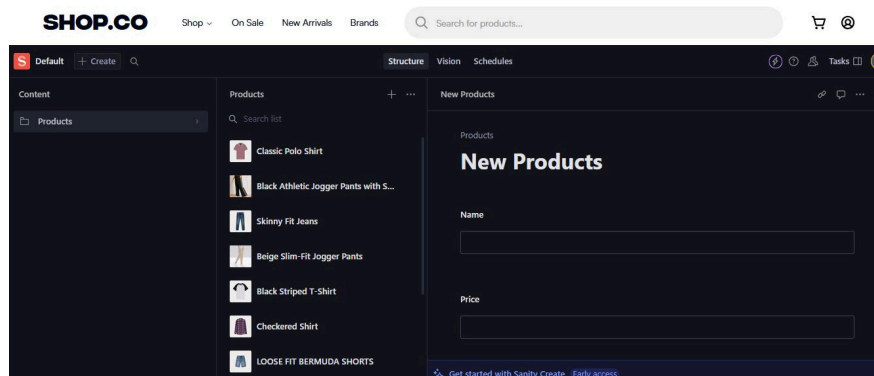 SHOP.CO
Shop On Sale New Arrivals Brands Search for products...
S Default + Create Structure Vision Schedules Tasks
Content Products + ... New Products ...
Products
Search list
Classic Polo Shirt
Black Athletic Jogger Pants with S...
Skinny Fit Jeans
Beige Slim-Fit Jogger Pants
Black Striped T-Shirt
Checkered Shirt
LOOSE FIT BERMUDA SHORTS
Products
New Products
Name
Price
Get started with Sanity Create Early access